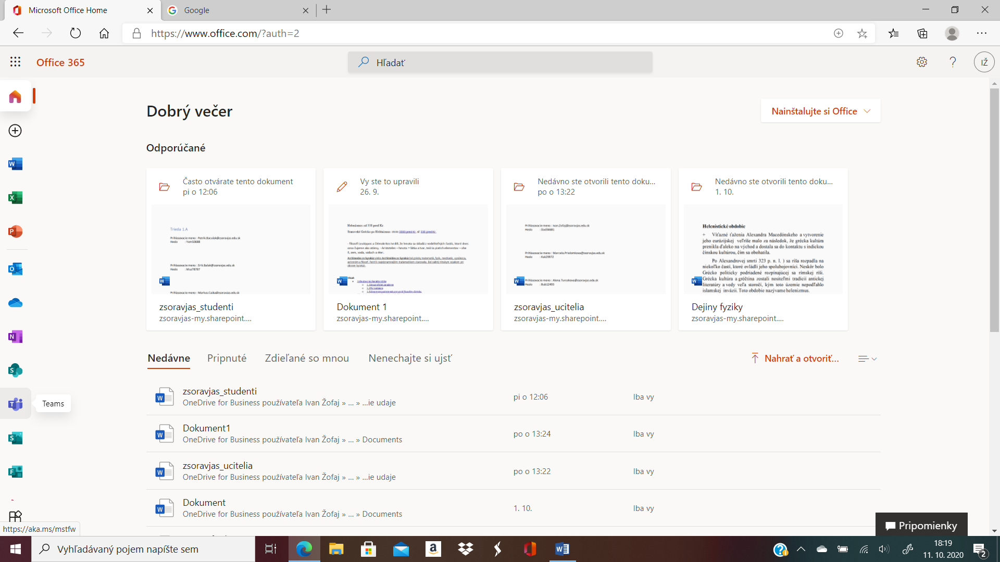 Microsoft Office Home
Google
https://www.office.com/?auth=2
Office 365
Hľadať
IŽ
Dobrý večer
Nainštalujte si Office
Odporúčané
Často otvárate tento dokument
pi o 12:06
Trieda 1.A
Heslo
zsoravjas_studenti
zsoravjas-my.sharepoint....
Vy ste to upravili
26. 9.
Helenizmus od 330 pred Kr.
Dokument 1
zsoravjas-my.sharepoint....
Nedávno ste otvorili tento doku...
po o 13:22
Heslo
zsoravjas_ucitelia
zsoravjas-my.sharepoint....
Nedávno ste otvorili tento doku...
1. 10.
Helenistické obdobie
+ Víťazné ťaženia Alexandra Macedónskeho a vytvorenie
jeho eurázijskej veľríše malo za následok, že grécka kultúra
prenikla ďaleko na východ a dostala sa do kontaktu s indickou
čínskou kultúrou, čím sa obohatila.
Po Alexandrovej smrti 323 p. n. l. ) sa ríša rozpadla na
niekoľko častí, ktoré ovládli jeho spolubojovníci. Neskôr bolo
Grécko politicky podriadené rozpínajúcej sa rímskej ríši.
Grécka kultúra a gréčtina zostali nositeľmi tradícií antickej
literatúry a vedy veľa storočí, kým toto územie nepodľahlo
islamskej invázii. Toto obdobie nazývame helenizmus.
Dejiny fyziky
zsoravjas-my.sharepoint....
Nedávne
Pripnuté
Zdieľané so mnou
Nenechajte si ujsť
Nahrať a otvoriť...
Teams
zsoravjas_studenti
OneDrive for Business používateľa Ivan Žofaj » ... » ...ie udaje
pi o 12:06
Iba vy
Dokument1
OneDrive for Business používateľa Ivan Žofaj » ... » Documents
po o 13:24
Iba vy
zsoravjas_ucitelia
OneDrive for Business používateľa Ivan Žofaj » ... » ...ie udaje
po o 13:22
Iba vy
Dokument
OneDrive for Business používateľa Ivan Žofaj » ... » Documents
1. 10.
Iba vy
Pripomienky
https://aka.ms/mstfw
Vyhľadávaný pojem napíšte sem
18:19
11. 10. 2020
2